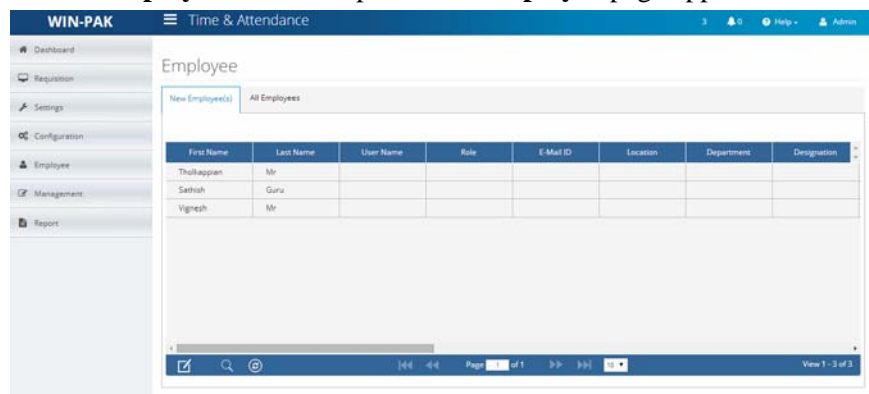 WIN-PAK
Time & Attendance
3 0 Help Admin
Dashboard
Requisition
Settings
Configuration
Employee
Management
Report
Employee
New Employee(s) All Employees
First Name Last Name User Name Role E-Mail ID Location Department Designation
Tholkappian Mr
Sathish Guru
Vignesh Mr
Page 1 of 1 10 View 1 - 3 of 3